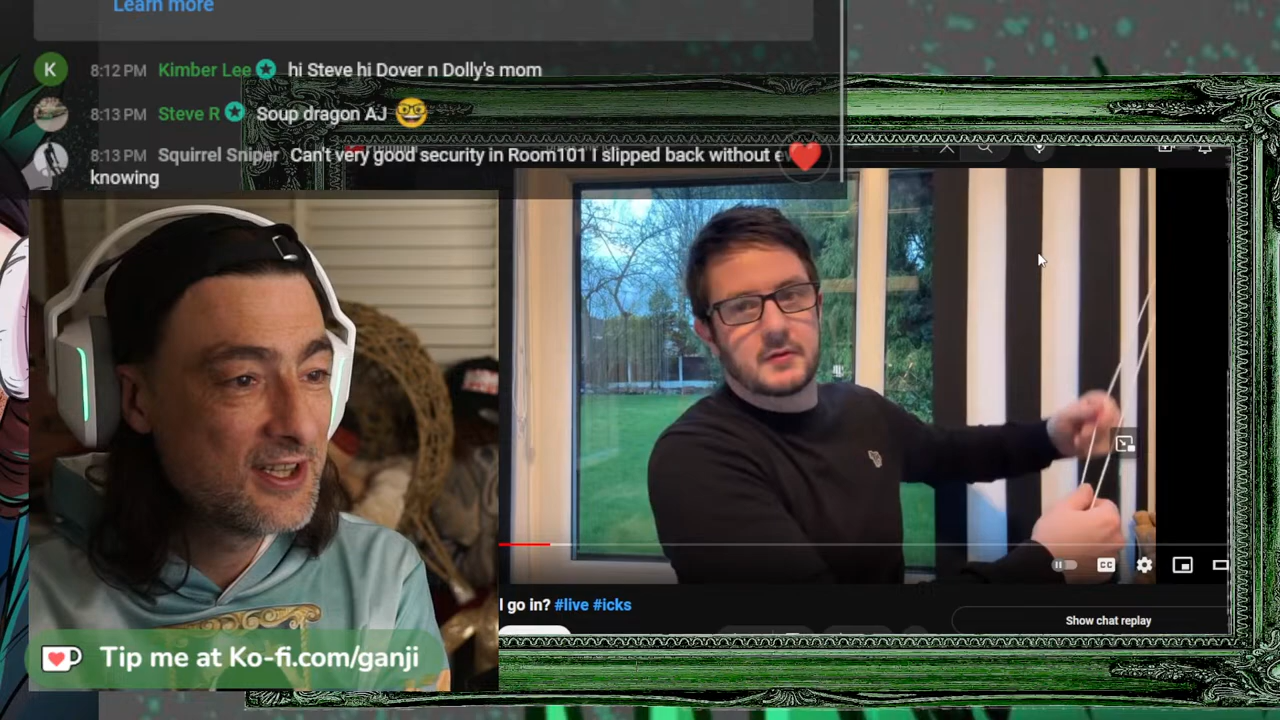 Learn more
K
8:12 PM Kimber Lee hi Steve hi Dover n Dolly's mom
8:13 PM Steve R Soup dragon AJ
8:13 PM Squirrel Sniper Can't very good security in Room101 I slipped back without e
knowing
CC
I go in? #live #icks
Show chat replay
Tip me at Ko-fi.com/ganji